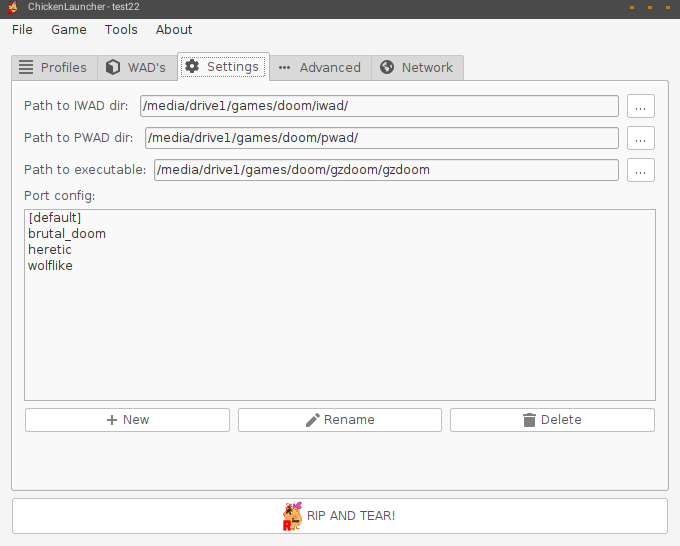 ChickenLauncher - test22
File Game Tools About
Profiles WAD's Settings Advanced Network
Path to IWAD dir: /media/drive1/games/doom/iwad/ ...
Path to PWAD dir: /media/drive1/games/doom/pwad/ ...
Path to executable: /media/drive1/games/doom/gzdoom/gzdoom ...
Port config:
[default]
brutal_doom
heretic
wolflike
New Rename Delete
R RIP AND TEAR!